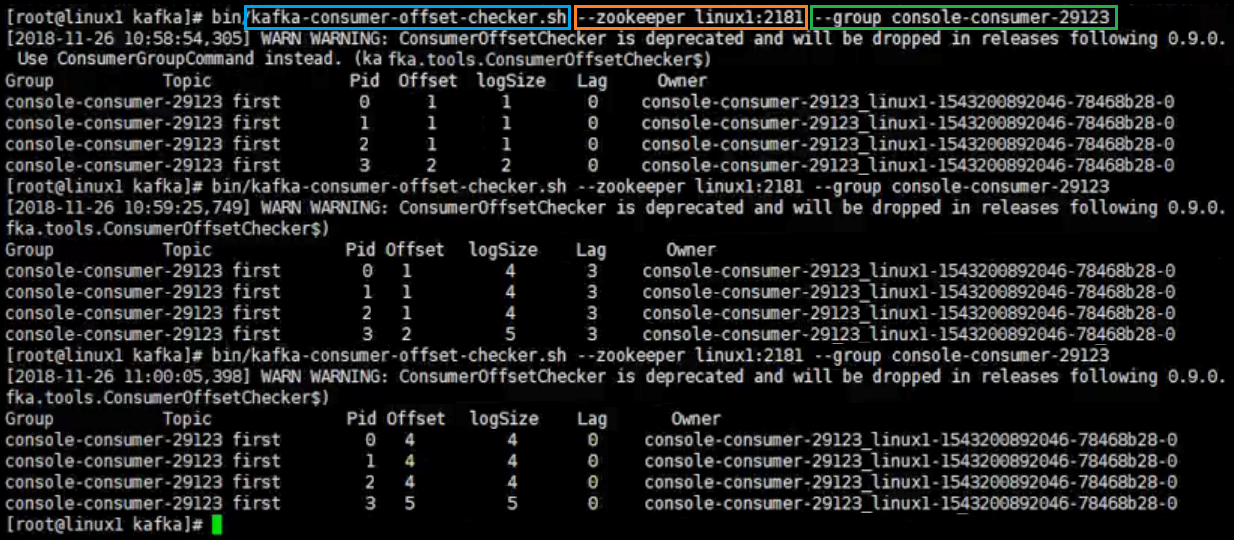 [root@linux1 kafka]# bin/kafka-consumer-offset-checker.sh --zookeeper linux1:2181 --group console-consumer-29123
[2018-11-26 10:58:54,305] WARN WARNING: ConsumerOffsetChecker is deprecated and will be dropped in releases following 0.9.0.
Use ConsumerGroupCommand instead. (ka fka.tools.ConsumerOffsetChecker$)
Group Topic Pid Offset logSize Lag Owner
console-consumer-29123 first 0 1 1 0 console-consumer-29123_linux1-1543200892046-78468b28-0
console-consumer-29123 first 1 1 1 0 console-consumer-29123_linux1-1543200892046-78468b28-0
console-consumer-29123 first 2 1 1 0 console-consumer-29123_linux1-1543200892046-78468b28-0
console-consumer-29123 first 3 2 2 0 console-consumer-29123_linux1-1543200892046-78468b28-0
[root@linux1 kafka]# bin/kafka-consumer-offset-checker.sh --zookeeper linux1:2181 --group console-consumer-29123
[2018-11-26 10:59:25,749] WARN WARNING: ConsumerOffsetChecker is deprecated and will be dropped in releases following 0.9.0.
fka.tools.ConsumerOffsetChecker$)
Group Topic Pid Offset logSize Lag Owner
console-consumer-29123 first 0 1 4 3 console-consumer-29123_linux1-1543200892046-78468b28-0
console-consumer-29123 first 1 1 4 3 console-consumer-29123_linux1-1543200892046-78468b28-0
console-consumer-29123 first 2 1 4 3 console-consumer-29123_linux1-1543200892046-78468b28-0
console-consumer-29123 first 3 2 5 3 console-consumer-29123_linux1-1543200892046-78468b28-0
[root@linux1 kafka]# bin/kafka-consumer-offset-checker.sh --zookeeper linux1:2181 --group console-consumer-29123
[2018-11-26 11:00:05,398] WARN WARNING: ConsumerOffsetChecker is deprecated and will be dropped in releases following 0.9.0.
fka.tools.ConsumerOffsetChecker$)
Group Topic Pid Offset logSize Lag Owner
console-consumer-29123 first 0 4 4 0 console-consumer-29123_linux1-1543200892046-78468b28-0
console-consumer-29123 first 1 4 4 0 console-consumer-29123_linux1-1543200892046-78468b28-0
console-consumer-29123 first 2 4 4 0 console-consumer-29123_linux1-1543200892046-78468b28-0
console-consumer-29123 first 3 5 5 0 console-consumer-29123_linux1-1543200892046-78468b28-0
[root@linux1 kafka]#